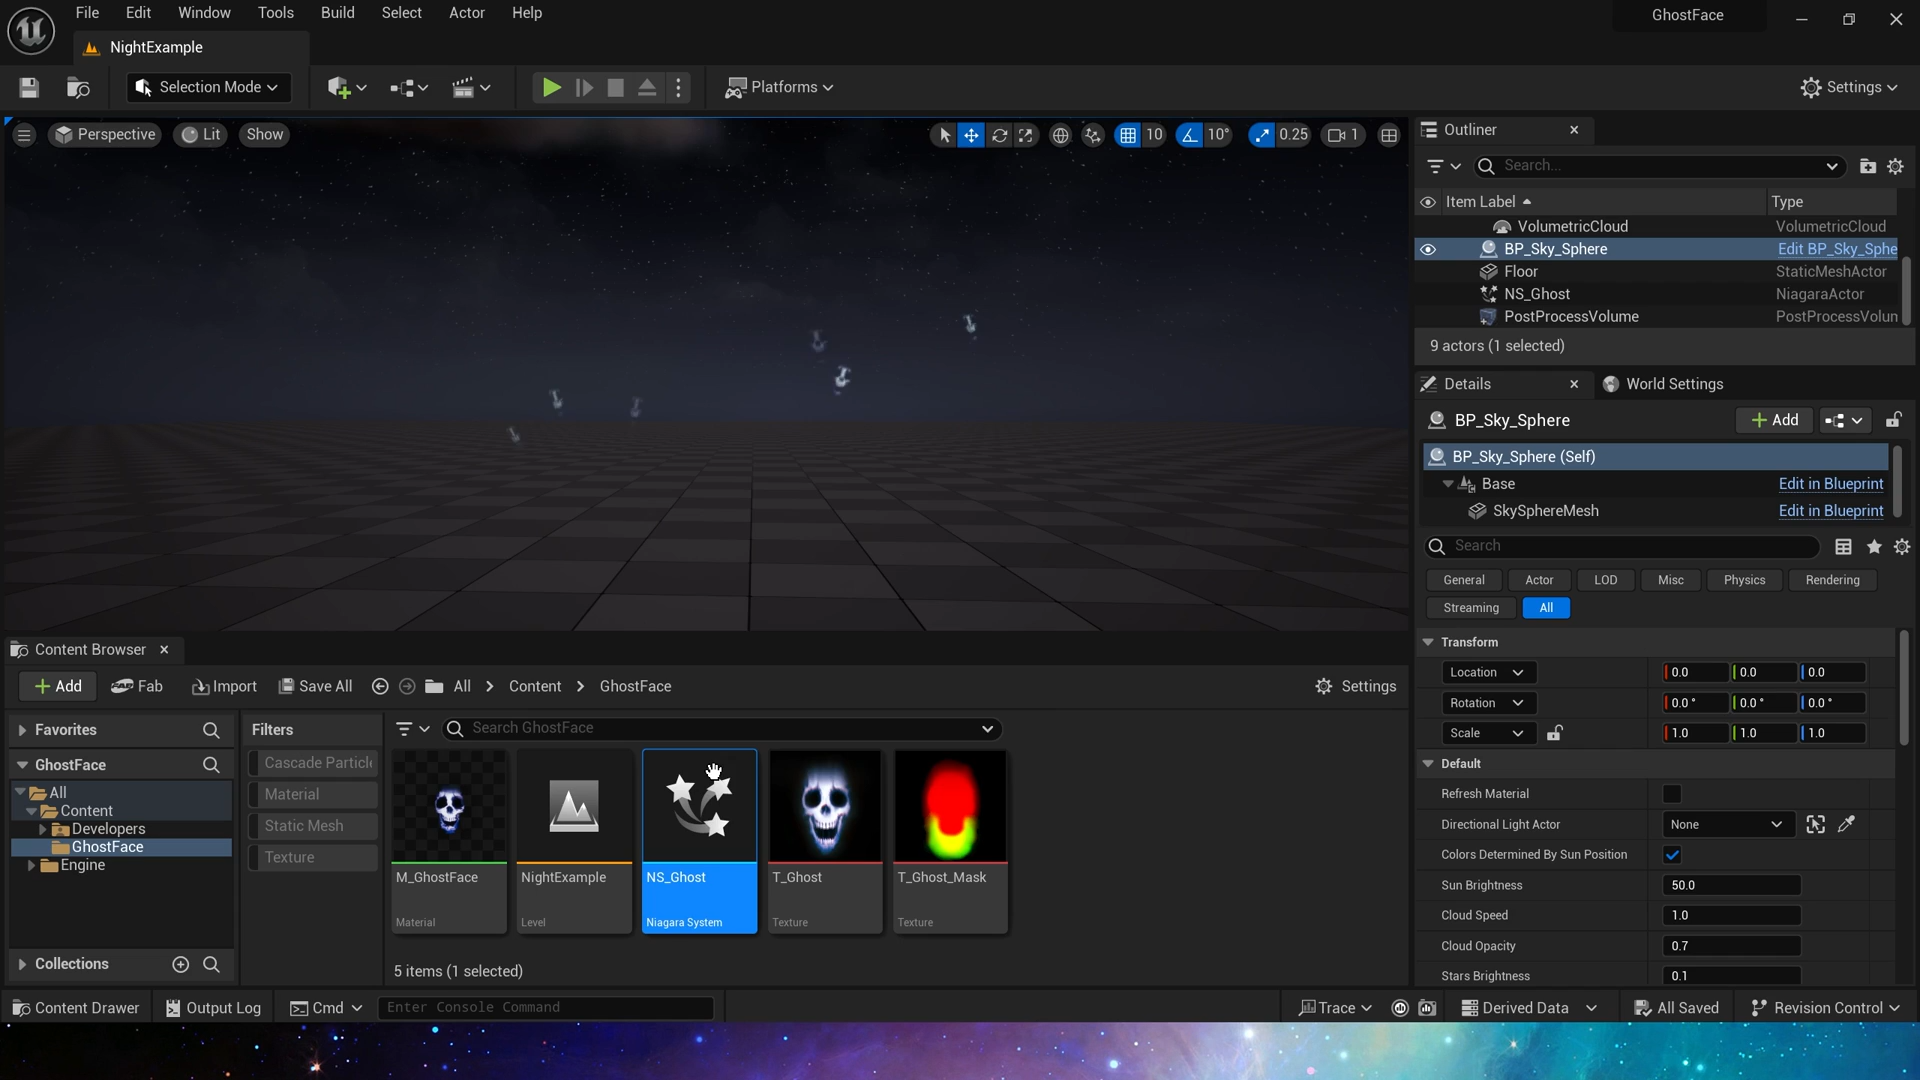 File Edit Window Tools Build Select Actor Help
GhostFace
NightExample
Selection Mode
Platforms
Settings
Perspective
Lit
Show
10
10°
0.25
1
Outliner
Search...
Item Label
Type
VolumetricCloud VolumetricCloud
BP_Sky_Sphere Edit BP_Sky_Sphe
Floor StaticMeshActor
NS_Ghost NiagaraActor
PostProcessVolume PostProcessVolun
9 actors (1 selected)
Details
World Settings
BP_Sky_Sphere
Add
BP_Sky_Sphere (Self)
Base Edit in Blueprint
SkySphereMesh Edit in Blueprint
Search
General Actor LOD Misc Physics Rendering
Streaming All
Transform
Location 0.0 0.0 0.0
Rotation 0.0° 0.0° 0.0°
Scale 1.0 1.0 1.0
Default
Refresh Material
Directional Light Actor None
Colors Determined By Sun Position
Sun Brightness 50.0
Cloud Speed 1.0
Cloud Opacity 0.7
Stars Brightness 0.1
Content Browser
Add
Fab
Import
Save All
All
Content
GhostFace
Settings
Favorites
GhostFace
All
Content
Developers
GhostFace
Engine
Collections
Filters
Cascade Particle
Material
Static Mesh
Texture
Search GhostFace
M_GhostFace
Material
NightExample
Level
NS_Ghost
Niagara System
T_Ghost
Texture
T_Ghost_Mask
Texture
5 items (1 selected)
Content Drawer
Output Log
Cmd
Enter Console Command
Trace
Derived Data
All Saved
Revision Control